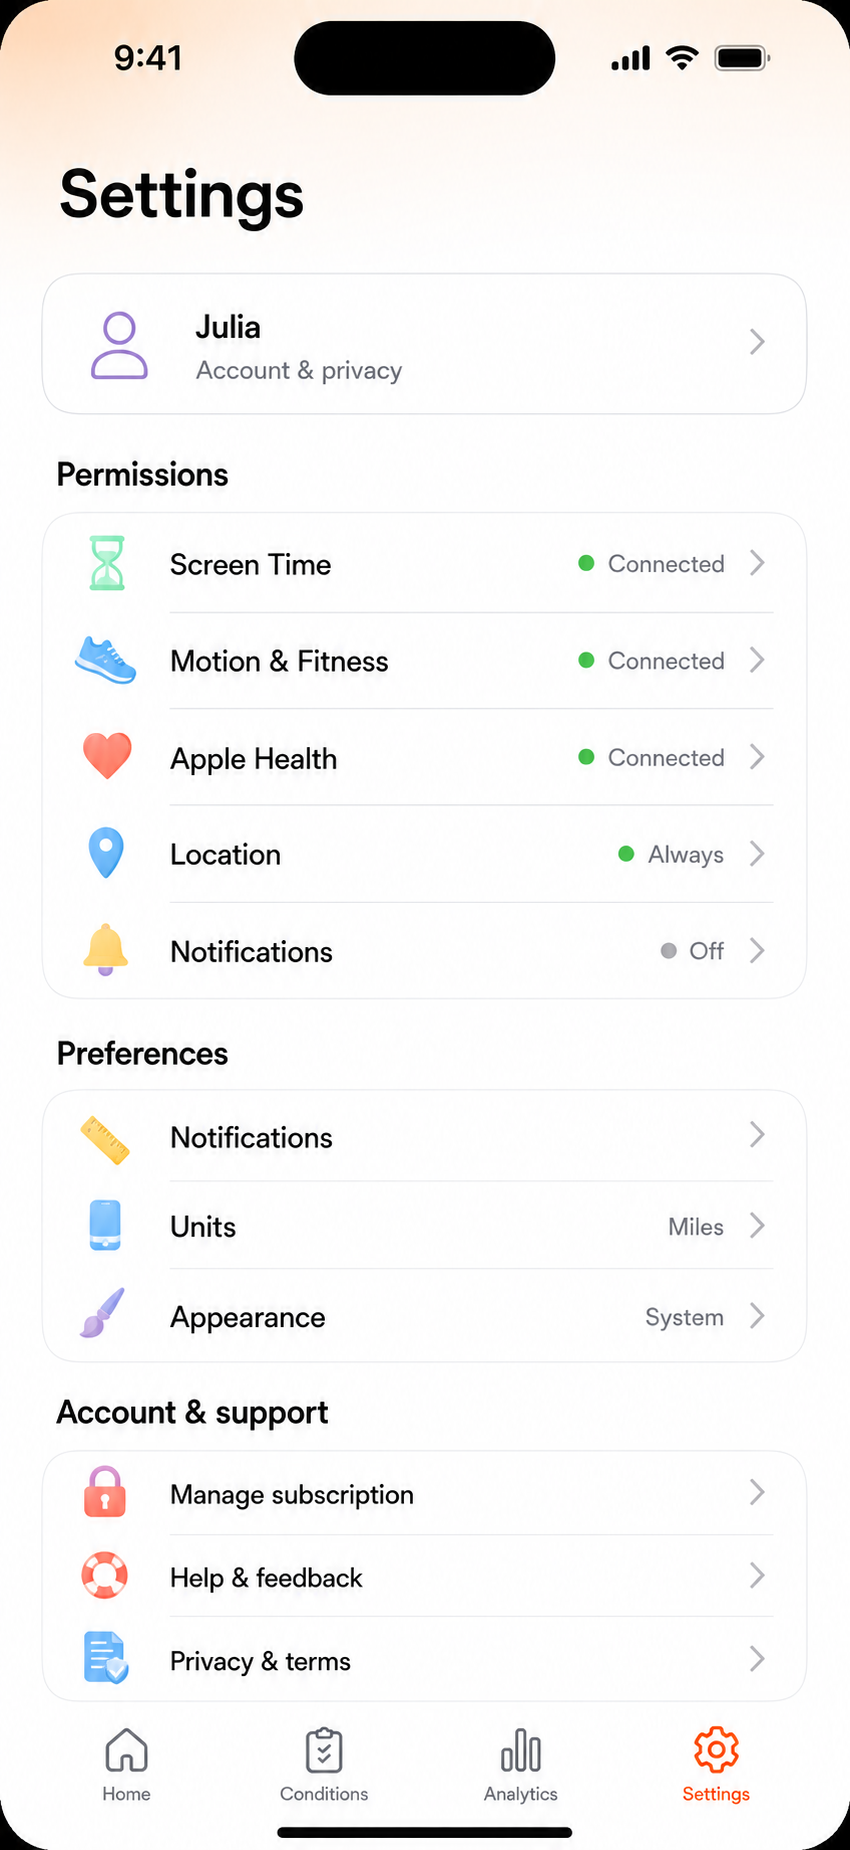 9:41
Settings
Julia
Account & privacy
Permissions
Screen Time Connected
Motion & Fitness Connected
Apple Health Connected
Location Always
Notifications Off
Preferences
Notifications
Units Miles
Appearance System
Account & support
Manage subscription
Help & feedback
Privacy & terms
Home Conditions Analytics Settings